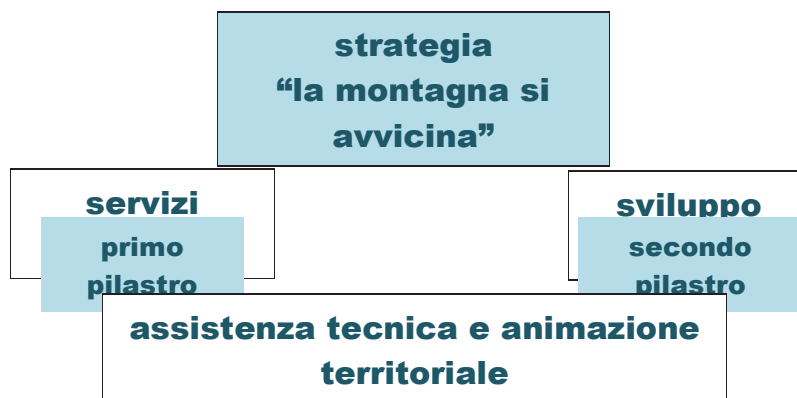 strategia
“la montagna si
avvicina”
servizi
primo
pilastro
sviluppo
secondo
pilastro
assistenza tecnica e animazione
territoriale